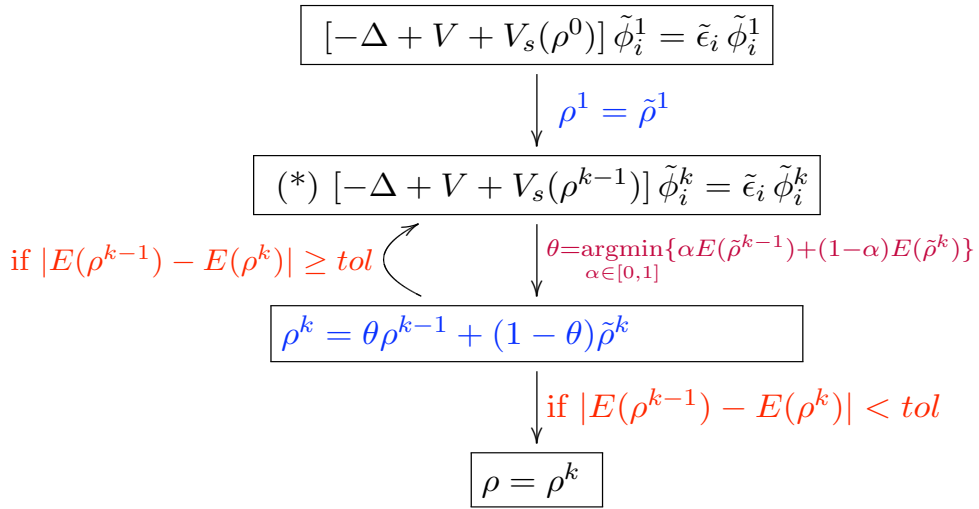 [−Δ + V + V_s(ρ^0)] ϕ̃_i^1 = ϵ̃_i ϕ̃_i^1
ρ^1 = ρ̃^1
(*) [−Δ + V + V_s(ρ^{k−1})] ϕ̃_i^k = ϵ̃_i ϕ̃_i^k
if |E(ρ^{k−1}) − E(ρ^k)| ≥ tol
θ=argmin{αE(ρ̃^{k−1})+(1−α)E(ρ̃^k)}
α∈[0,1]
ρ^k = θρ^{k−1} + (1 − θ)ρ̃^k
if |E(ρ^{k−1}) − E(ρ^k)| < tol
ρ = ρ^k